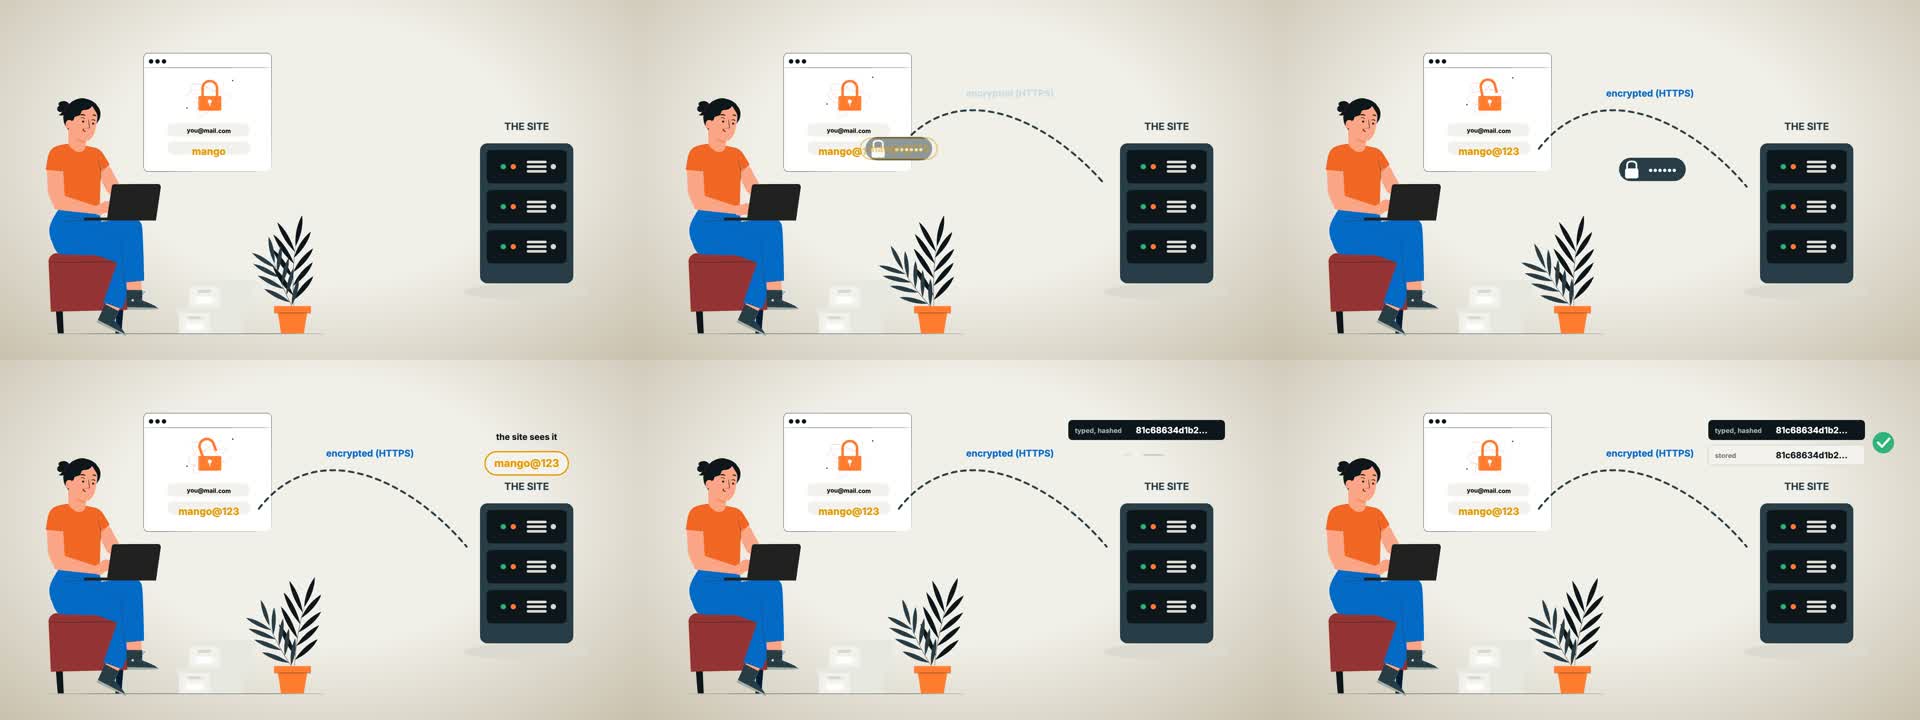 you@mail.com
mango
THE SITE
encrypted (HTTPS)
you@mail.com
mango@
THE SITE
encrypted (HTTPS)
you@mail.com
mango@123
THE SITE
the site sees it
encrypted (HTTPS)
mango@123
THE SITE
you@mail.com
mango@123
typed, hashed 81c68634d1b2...
encrypted (HTTPS)
THE SITE
you@mail.com
mango@123
typed, hashed 81c68634d1b2...
encrypted (HTTPS)
stored 81c68634d1b2...
THE SITE
you@mail.com
mango@123